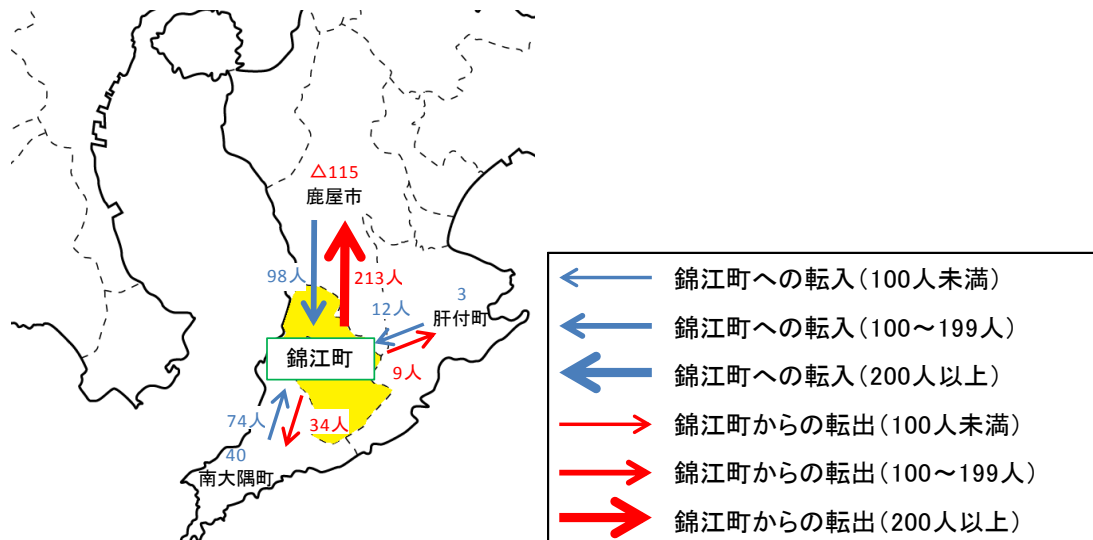 △115
鹿屋市
98人
213人
3
12人
肝付町
錦江町
9人
74人
34人
40
南大隅町
錦江町への転入(100人未満)
錦江町への転入(100～199人)
錦江町への転入(200人以上)
錦江町からの転出(100人未満)
錦江町からの転出(100～199人)
錦江町からの転出(200人以上)